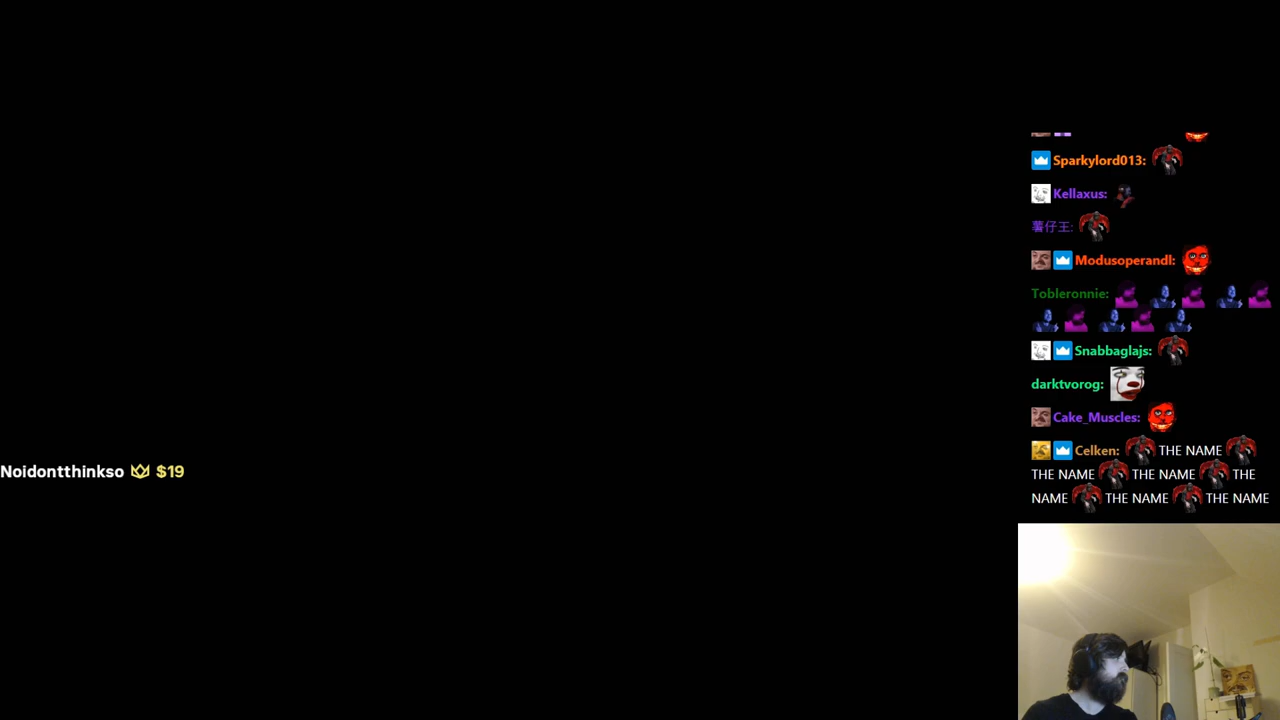 Sparkylord013:
Kellaxus:
薯仔王:
Modusoperandl:
Tobleronnie:
Snabbaglajs:
darktvorog:
Cake_Muscles:
Celken: THE NAME
THE NAME THE NAME THE
NAME THE NAME THE NAME
Noidontthinkso $19